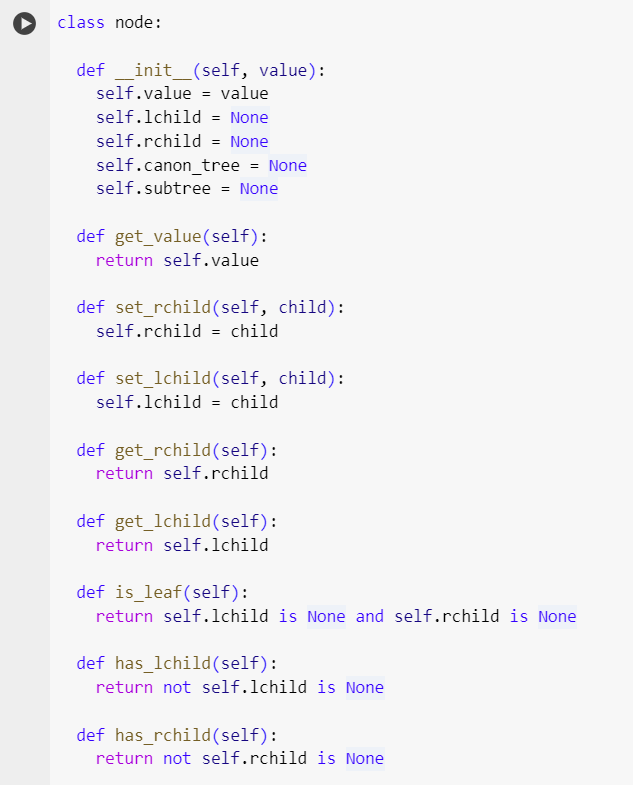 class node:
def __init__(self, value):
self.value = value
self.lchild = None
self.rchild = None
self.canon_tree = None
self.subtree = None
def get_value(self):
return self.value
def set_rchild(self, child):
self.rchild = child
def set_lchild(self, child):
self.lchild = child
def get_rchild(self):
return self.rchild
def get_lchild(self):
return self.lchild
def is_leaf(self):
return self.lchild is None and self.rchild is None
def has_lchild(self):
return not self.lchild is None
def has_rchild(self):
return not self.rchild is None